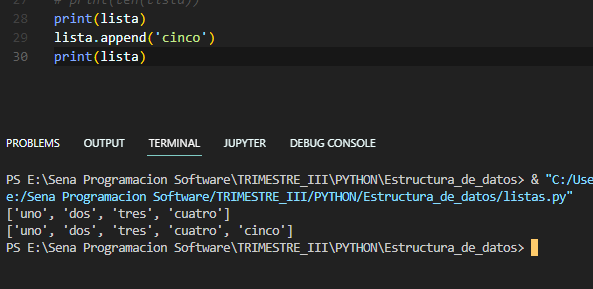 27 # print(len(lista))
28 print(lista)
29 lista.append('cinco')
30 print(lista)
PROBLEMS OUTPUT TERMINAL JUPYTER DEBUG CONSOLE
PS E:\Sena Programacion Software\TRIMESTRE_III\PYTHON\Estructura_de_datos> & "C:/Use
e:/Sena Programacion Software/TRIMESTRE_III/PYTHON/Estructura_de_datos/listas.py"
['uno', 'dos', 'tres', 'cuatro']
['uno', 'dos', 'tres', 'cuatro', 'cinco']
PS E:\Sena Programacion Software\TRIMESTRE_III\PYTHON\Estructura_de_datos>